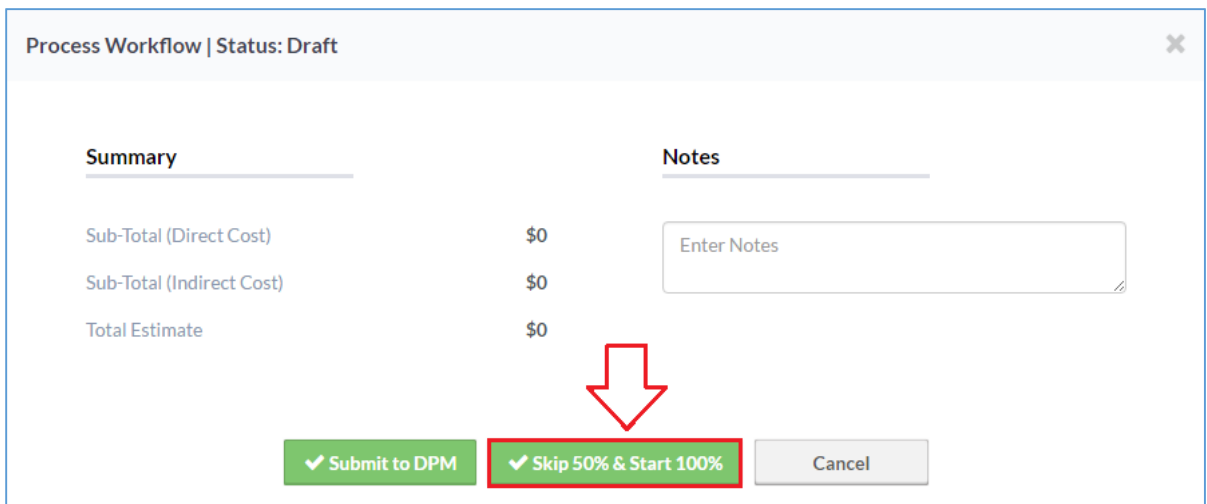 Process Workflow | Status: Draft
Summary
Notes
Sub-Total (Direct Cost) $0
Enter Notes
Sub-Total (Indirect Cost) $0
Total Estimate $0
Submit to DPM
Skip 50% & Start 100%
Cancel